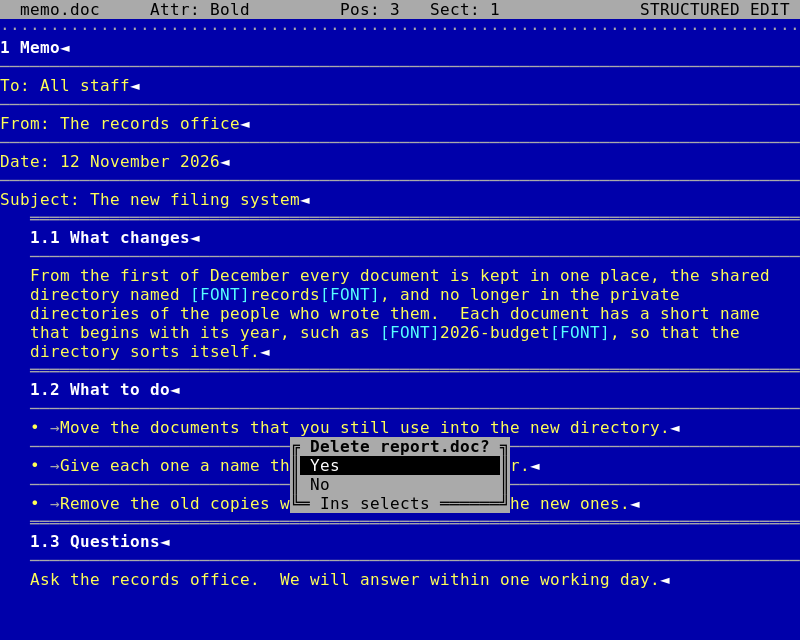 memo.doc Attr: Bold Pos: 3 Sect: 1 STRUCTURED EDIT
1 Memo◄
To: All staff◄
From: The records office◄
Date: 12 November 2026◄
Subject: The new filing system◄
1.1 What changes◄
From the first of December every document is kept in one place, the shared
directory named [FONT]records[FONT], and no longer in the private
directories of the people who wrote them.  Each document has a short name
that begins with its year, such as [FONT]2026-budget[FONT], so that the
directory sorts itself.◄
1.2 What to do◄
• →Move the documents that you still use into the new directory.◄
Delete report.doc?
• →Give each one a name th
Yes
r.◄
No
• →Remove the old copies w
Ins selects
he new ones.◄
1.3 Questions◄
Ask the records office.  We will answer within one working day.◄